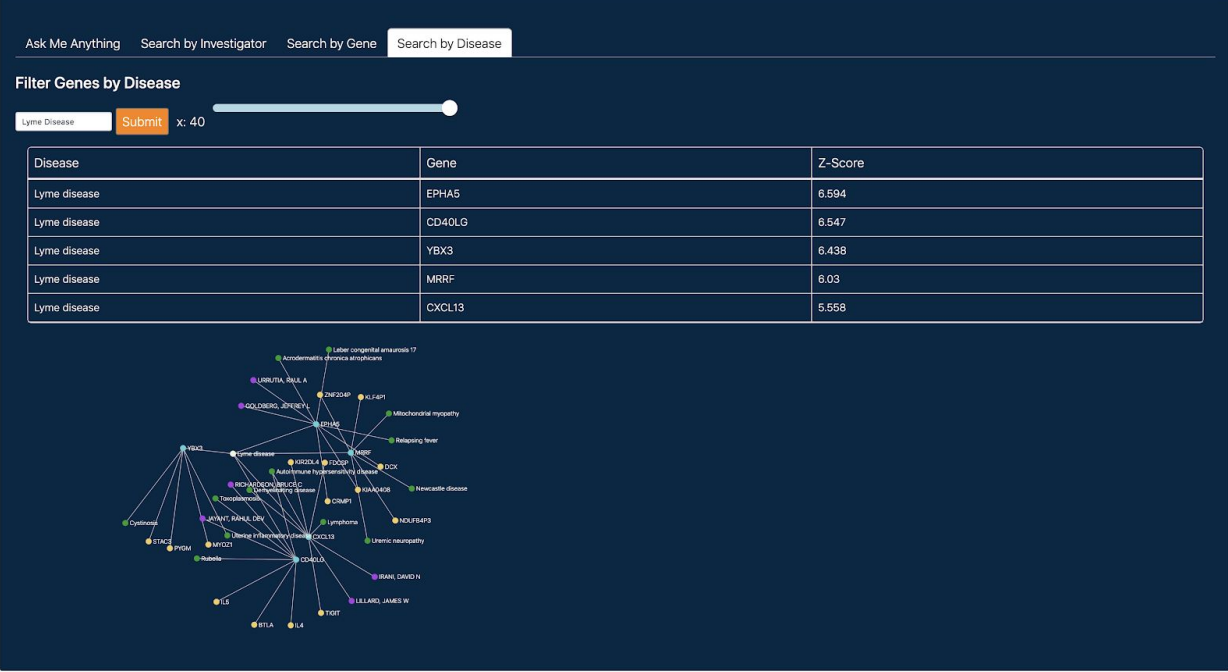 Ask Me Anything Search by Investigator Search by Gene Search by Disease
Filter Genes by Disease
Lyme Disease Submit x: 40
Disease Gene Z-Score
Lyme disease EPHA5 6.594
Lyme disease CD40LG 6.547
Lyme disease YBX3 6.438
Lyme disease MRRF 6.03
Lyme disease CXCL13 5.558
Leber congenital amaurosis 17
Acrodermatitis chronica atrophicans
URRUTIA, RAUL A
ZNF204P
KLF4P1
GOLDBERG, JEFFREY L
Mitochondrial myopathy
EPHA5
Relapsing fever
YBX3
Lyme disease
MRRF
KIR2DL4
FDCSP
DCX
Autoimmune hypersensitivity disease
RICHARDSON, BRUCE C
Demyelinating disease
KIAA0408
Newcastle disease
Toxoplasmosis
CRMP1
JAYANT, RAHUL DEV
Lymphoma
NDUFB4P3
Cystinosis
Uterine inflammatory disease
CXCL13
STAC3
PYGM
MYOZ1
Uremic neuropathy
Rubella
CD40LG
IRANI, DAVID N
IL5
LILLARD, JAMES W
TIGIT
BTLA
IL4